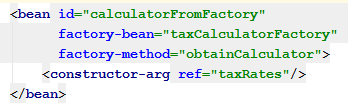 <bean id="calculatorFromFactory"
factory-bean="taxCalculatorFactory"
factory-method="obtainCalculator">
<constructor-arg ref="taxRates"/>
</bean>